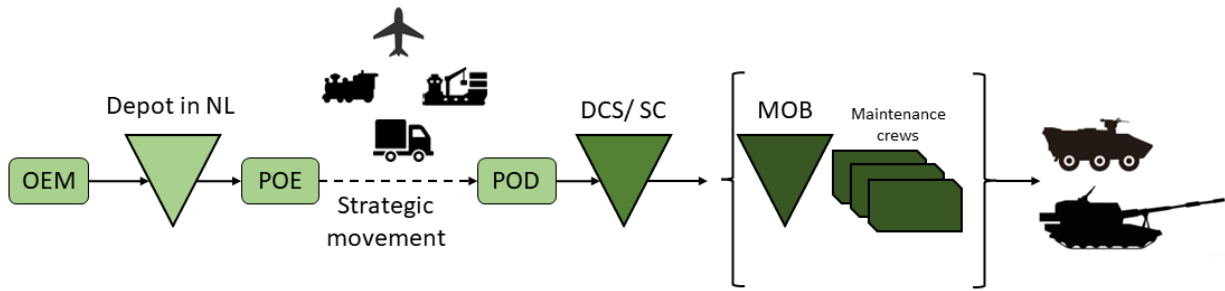 Depot in NL
OEM
POE
Strategic
movement
POD
DCS/ SC
MOB
Maintenance
crews